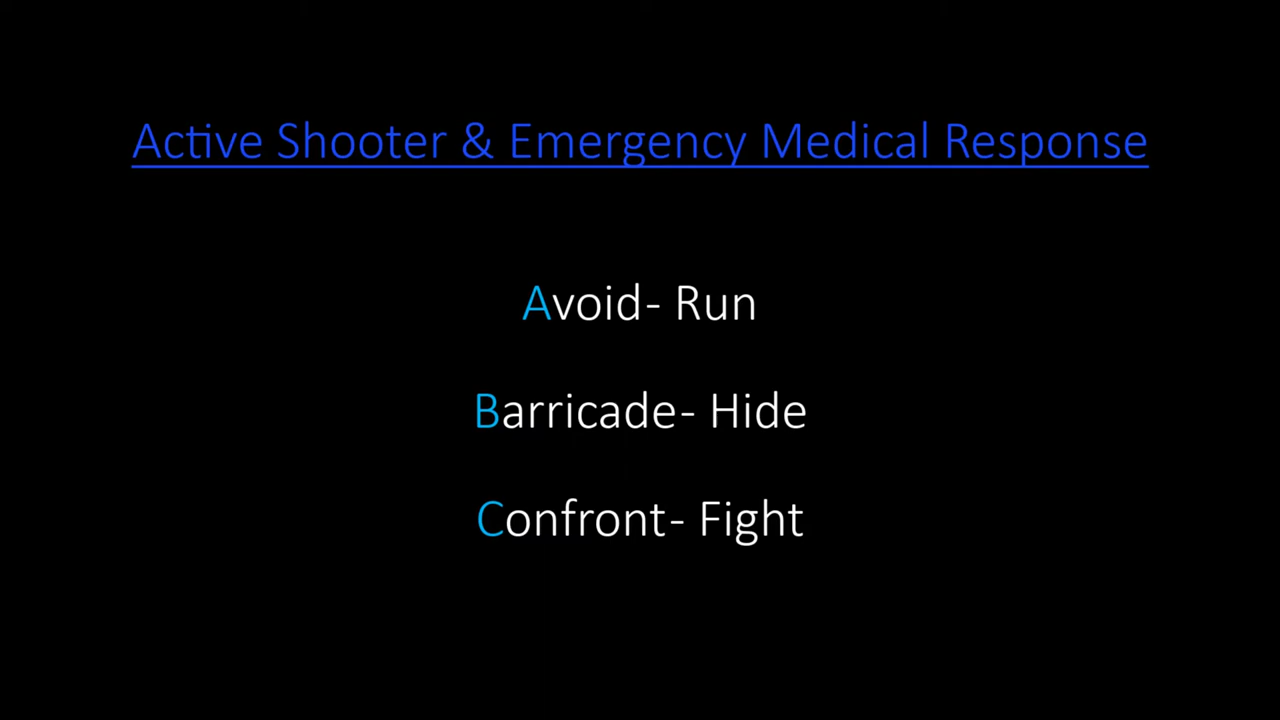 Active Shooter & Emergency Medical Response
Avoid- Run
Barricade- Hide
Confront- Fight